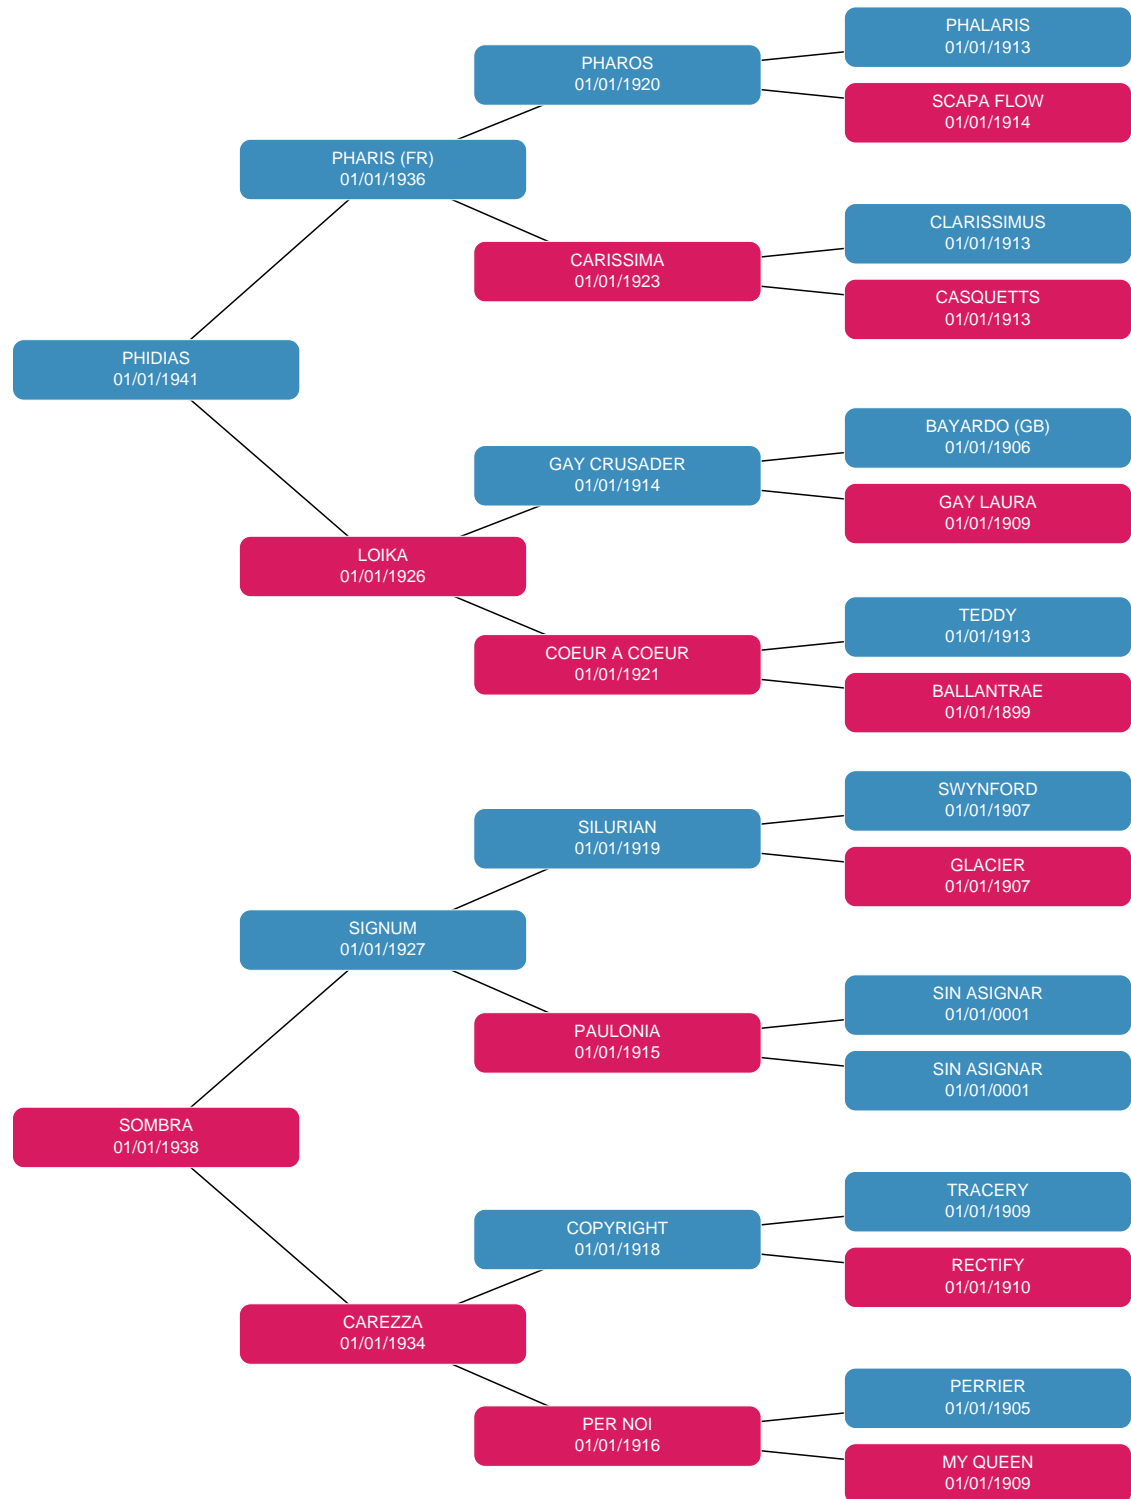 PHALARIS
01/01/1913
PHAROS
01/01/1920
SCAPA FLOW
01/01/1914
PHARIS (FR)
01/01/1936
CLARISSIMUS
01/01/1913
CARISSIMA
01/01/1923
CASQUETTS
01/01/1913
PHIDIAS
01/01/1941
BAYARDO (GB)
01/01/1906
GAY CRUSADER
01/01/1914
GAY LAURA
01/01/1909
LOIKA
01/01/1926
TEDDY
01/01/1913
COEUR A COEUR
01/01/1921
BALLANTRAE
01/01/1899
SWYNFORD
01/01/1907
SILURIAN
01/01/1919
GLACIER
01/01/1907
SIGNUM
01/01/1927
SIN ASIGNAR
01/01/0001
PAULONIA
01/01/1915
SIN ASIGNAR
01/01/0001
SOMBRA
01/01/1938
TRACERY
01/01/1909
COPYRIGHT
01/01/1918
RECTIFY
01/01/1910
CAREZZA
01/01/1934
PERRIER
01/01/1905
PER NOI
01/01/1916
MY QUEEN
01/01/1909